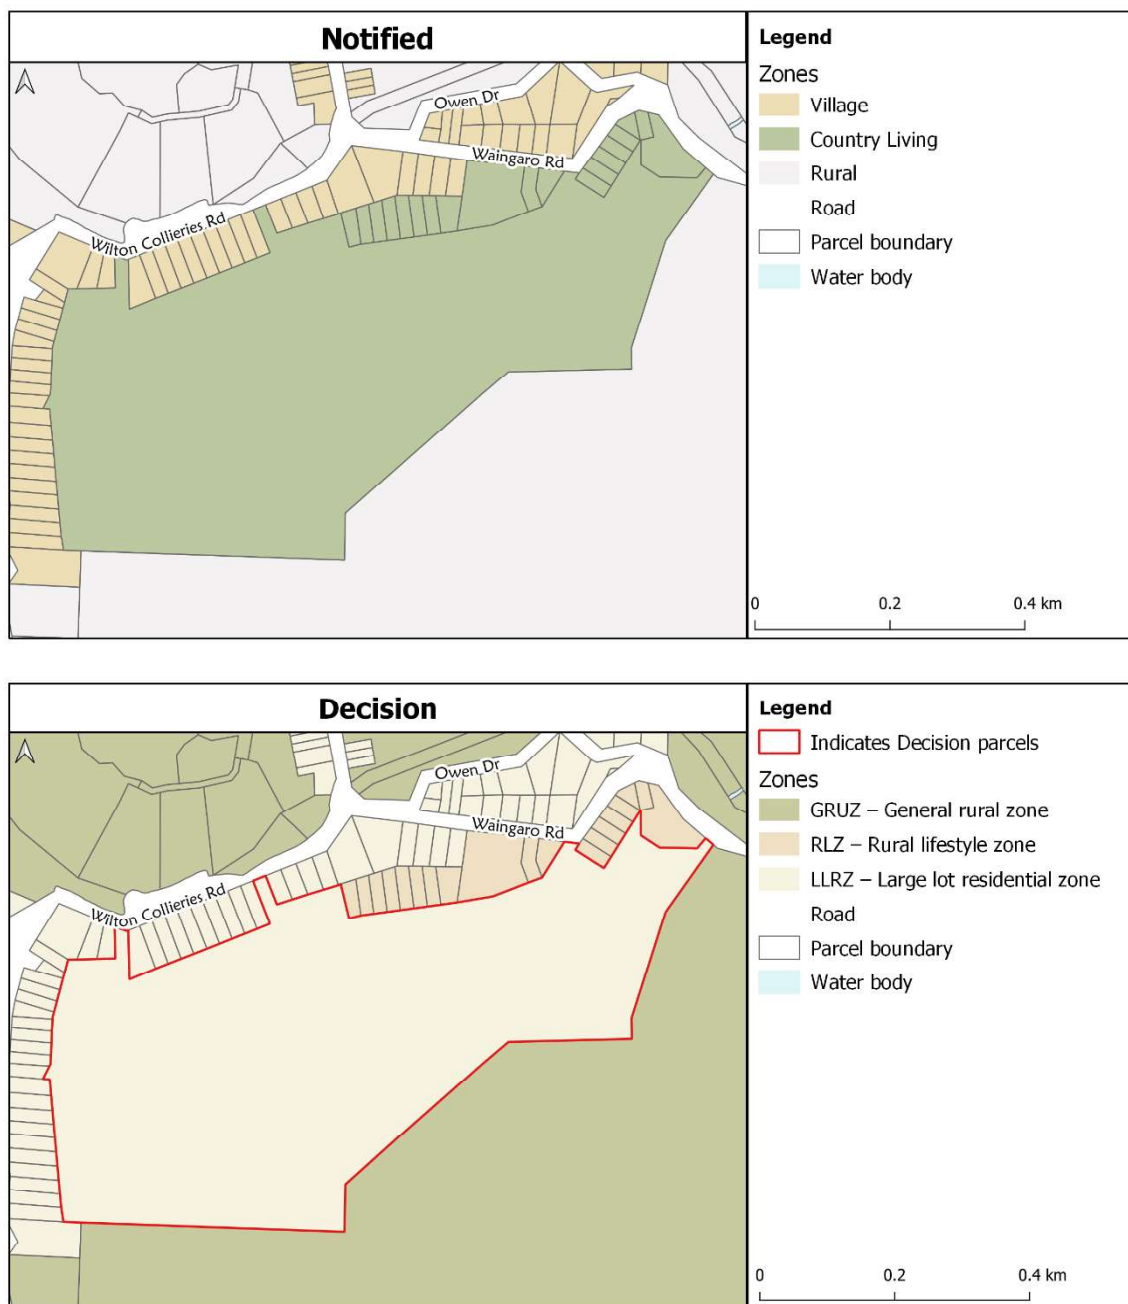 Notified
Legend
Zones
Village
Country Living
Rural
Road
Parcel boundary
Water body
Owen Dr
Waingaro Rd
Wilton Collieries Rd
0 0.2 0.4 km
Decision
Legend
Indicates Decision parcels
Zones
GRUZ – General rural zone
RLZ – Rural lifestyle zone
LLRZ – Large lot residential zone
Road
Parcel boundary
Water body
Owen Dr
Waingaro Rd
Wilton Collieries Rd
0 0.2 0.4 km